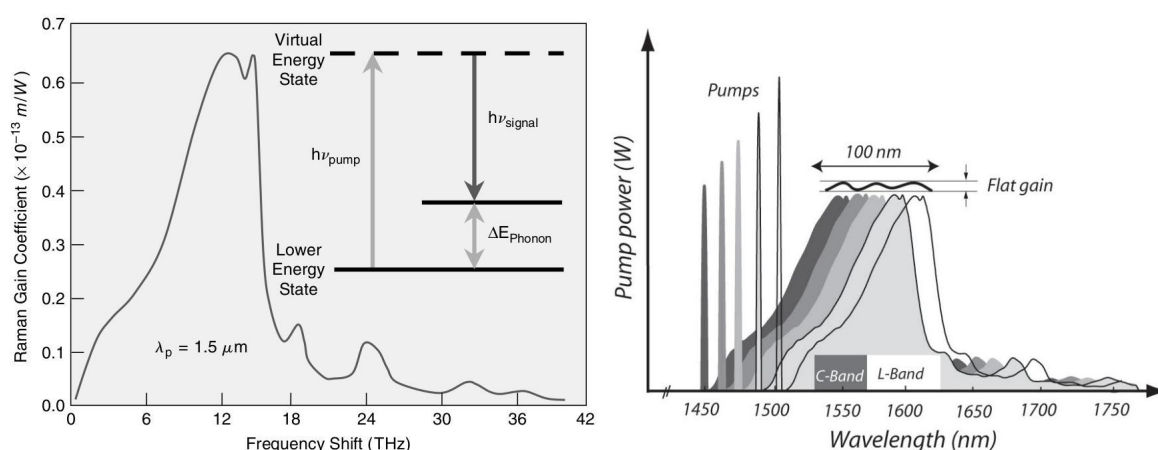 0.7
0.6
0.5
0.4
0.3
0.2
0.1
0.0
Raman Gain Coefficient (× 10⁻¹³ m/W)
Virtual
Energy
State
hν_signal
hν_pump
ΔE_Phonon
Lower
Energy
State
λ_p = 1.5 μm
0 6 12 18 24 30 36 42
Frequency Shift (THz)
Pump power (W)
Pumps
100 nm
Flat gain
C-Band L-Band
1450 1500 1550 1600 1650 1700 1750
Wavelength (nm)